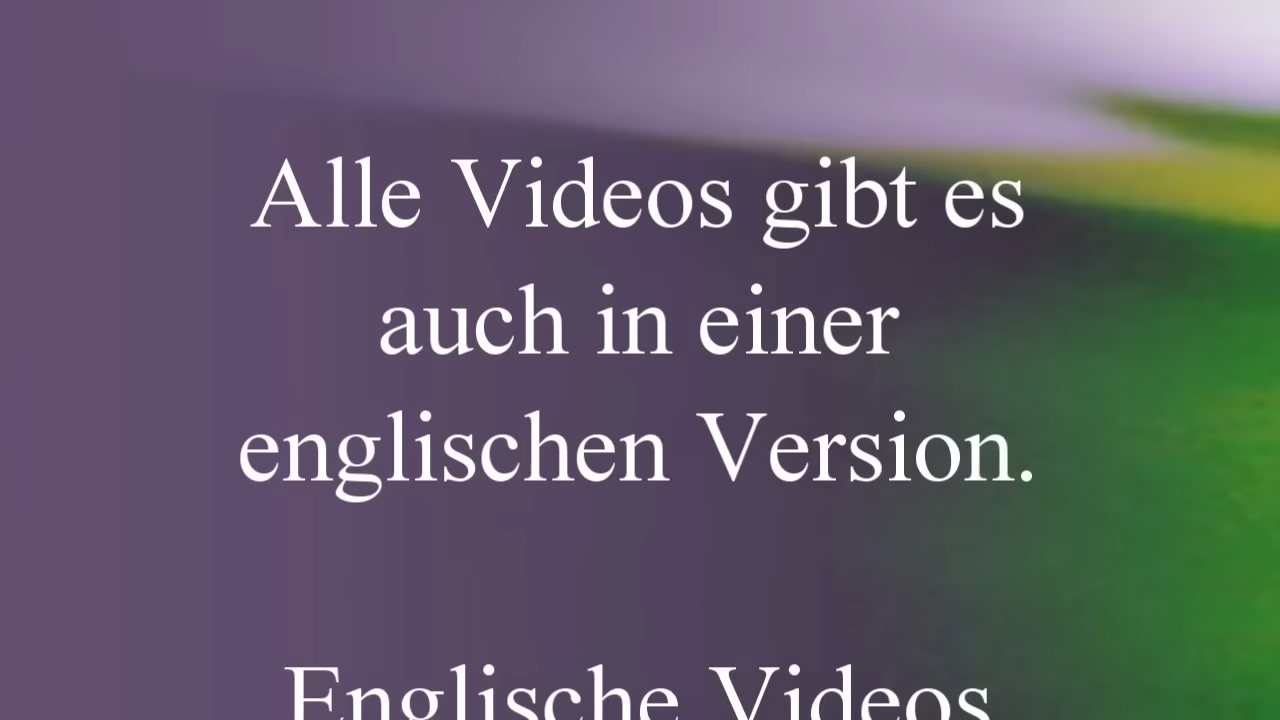 Alle Videos gibt es
auch in einer
englischen Version.
Englische Videos